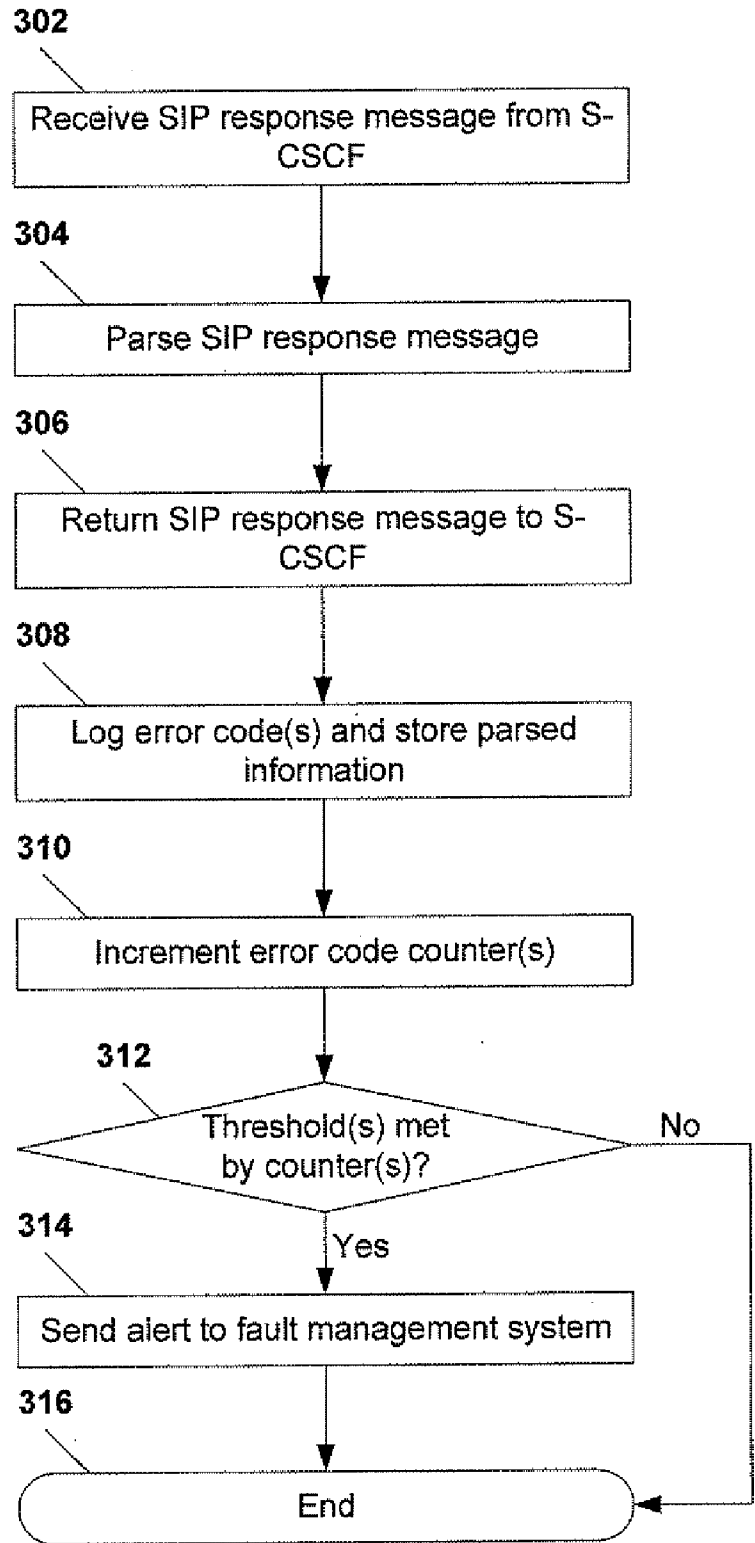 302
Receive SIP response message from S-
CSCF
304
Parse SIP response message
306
Return SIP response message to S-
CSCF
308
Log error code(s) and store parsed
information
310
Increment error code counter(s)
312
Threshold(s) met
by counter(s)?
No
Yes
314
Send alert to fault management system
316
End